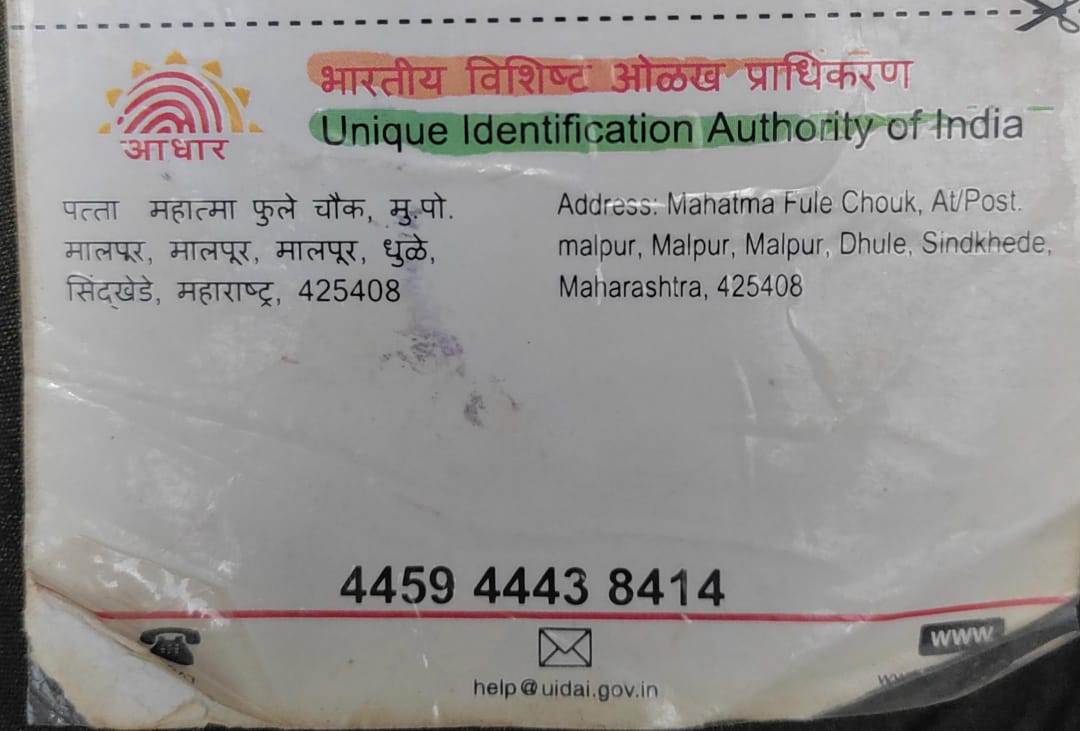 भारतीय विशिष्ट ओळख प्राधिकरण
Unique Identification Authority of India
आधार
पत्ता महात्मा फुले चौक, मु.पो.
मालपूर, मालपूर, मालपूर, धुळे,
सिंदखेडे, महाराष्ट्र, 425408
Address: Mahatma Fule Chouk, At/Post.
malpur, Malpur, Malpur, Dhule, Sindkhede,
Maharashtra, 425408
4459 4443 8414
www
help@uidai.gov.in